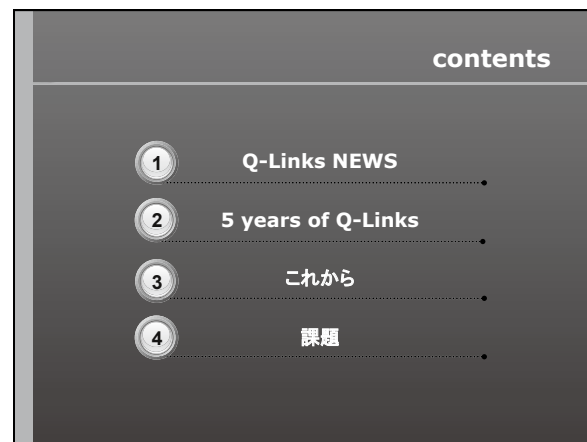 contents
1 Q-Links NEWS
2 5 years of Q-Links
3 これから
4 課題